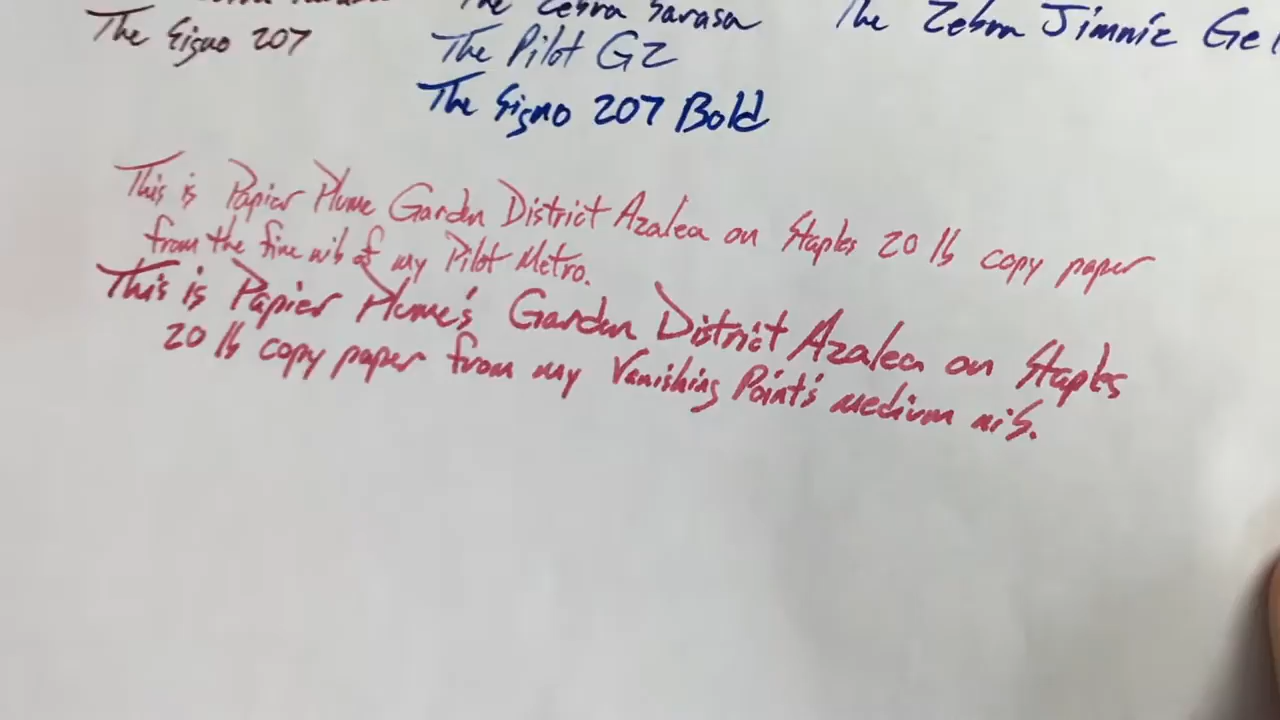 The Zebra Sarasa
The Zebra Jimnie Gel
The Signo 207
The Pilot G2
The Signo 207 Bold
This is Papier Plume Garden District Azalea on Staples 20 lb copy paper
from the fine nib of my Pilot Metro.
This is Papier Plume's Garden District Azalea on Staples
20 lb copy paper from my Vanishing Point's medium nib.